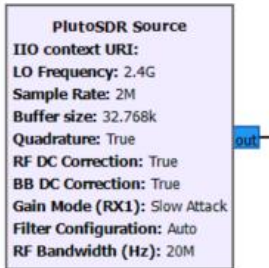 PlutoSDR Source
IIO context URI:
LO Frequency: 2.4G
Sample Rate: 2M
Buffer size: 32.768k
Quadrature: True
out
RF DC Correction: True
BB DC Correction: True
Gain Mode (RX1): Slow Attack
Filter Configuration: Auto
RF Bandwidth (Hz): 20M